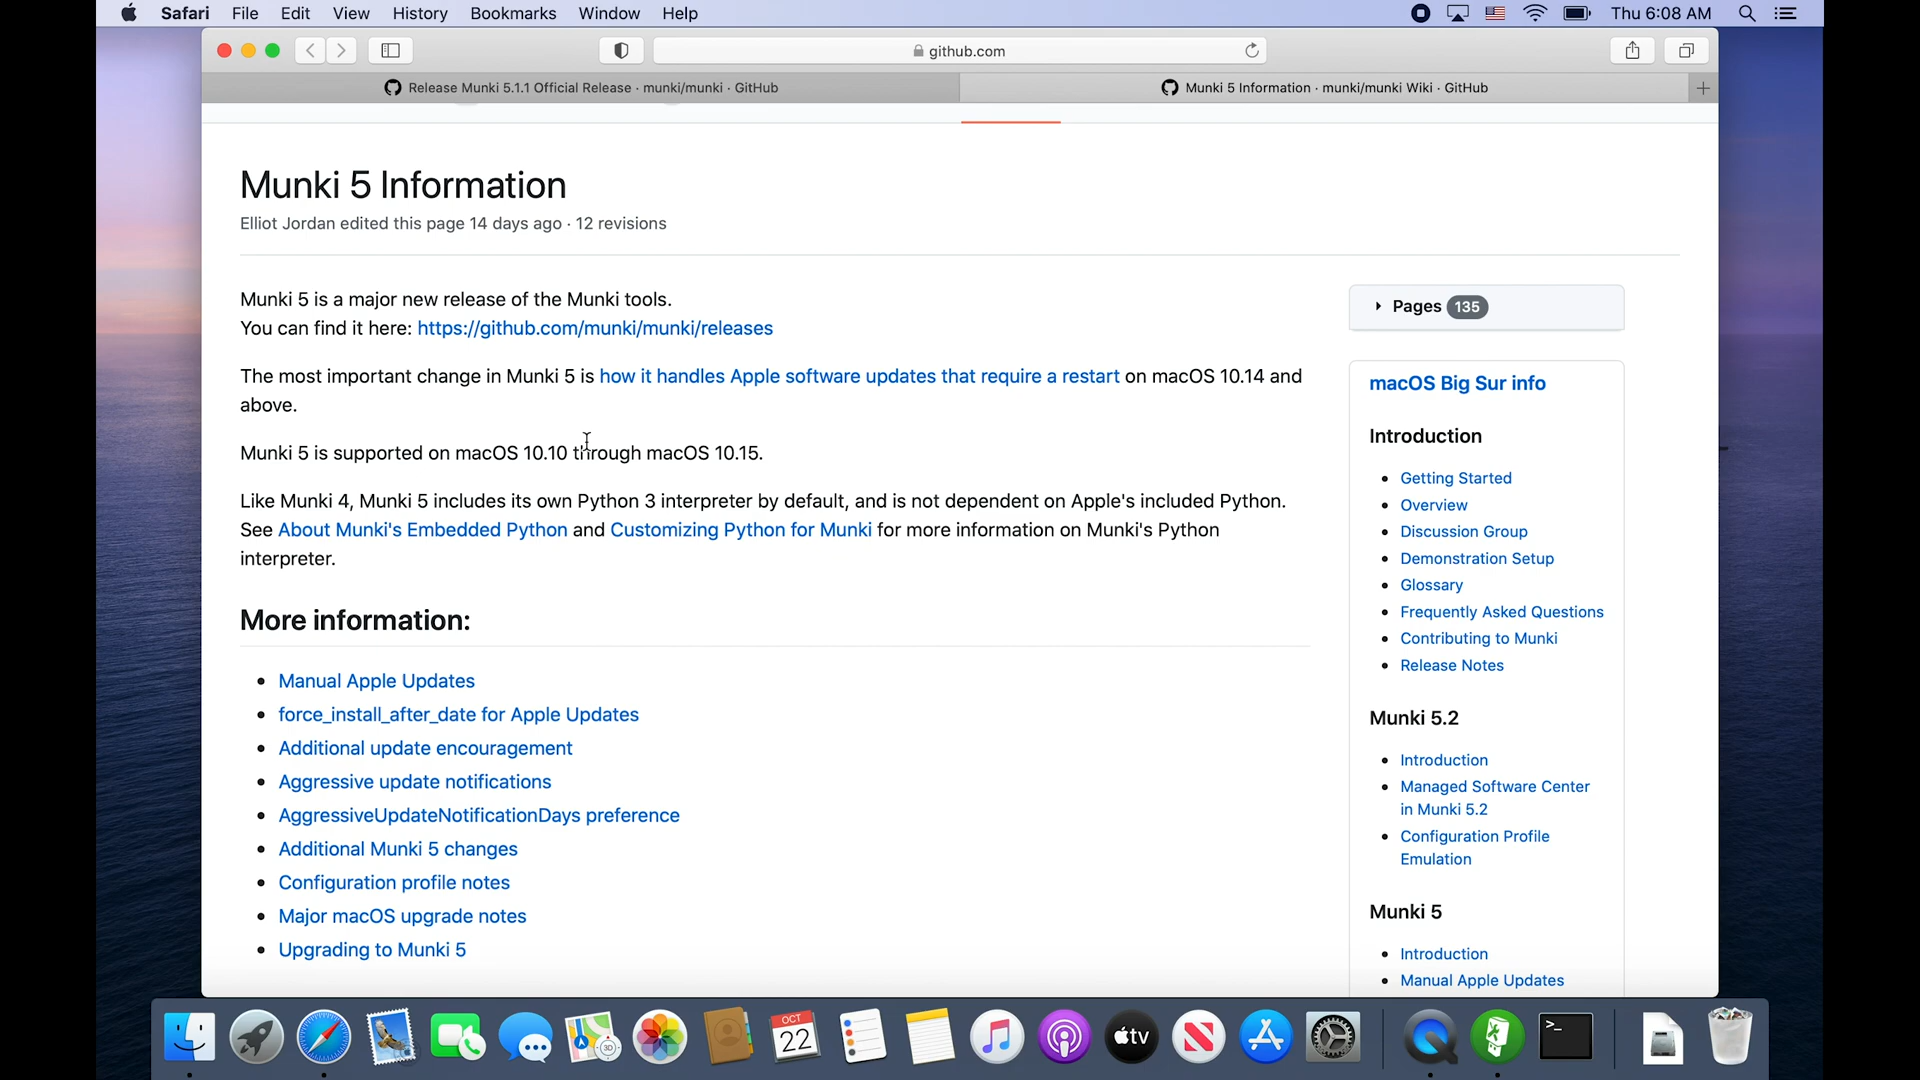 Safari File Edit View History Bookmarks Window Help Thu 6:08 AM
github.com
Release Munki 5.1.1 Official Release · munki/munki · GitHub
Munki 5 Information · munki/munki Wiki · GitHub
Munki 5 Information
Elliot Jordan edited this page 14 days ago · 12 revisions
Munki 5 is a major new release of the Munki tools.
You can find it here: https://github.com/munki/munki/releases
The most important change in Munki 5 is how it handles Apple software updates that require a restart on macOS 10.14 and
above.
Munki 5 is supported on macOS 10.10 through macOS 10.15.
Like Munki 4, Munki 5 includes its own Python 3 interpreter by default, and is not dependent on Apple's included Python.
See About Munki's Embedded Python and Customizing Python for Munki for more information on Munki's Python
interpreter.
More information:
Manual Apple Updates
force_install_after_date for Apple Updates
Additional update encouragement
Aggressive update notifications
AggressiveUpdateNotificationDays preference
Additional Munki 5 changes
Configuration profile notes
Major macOS upgrade notes
Upgrading to Munki 5
Pages 135
macOS Big Sur info
Introduction
Getting Started
Overview
Discussion Group
Demonstration Setup
Glossary
Frequently Asked Questions
Contributing to Munki
Release Notes
Munki 5.2
Introduction
Managed Software Center
in Munki 5.2
Configuration Profile
Emulation
Munki 5
Introduction
Manual Apple Updates
OCT
22
3D
tv
>_